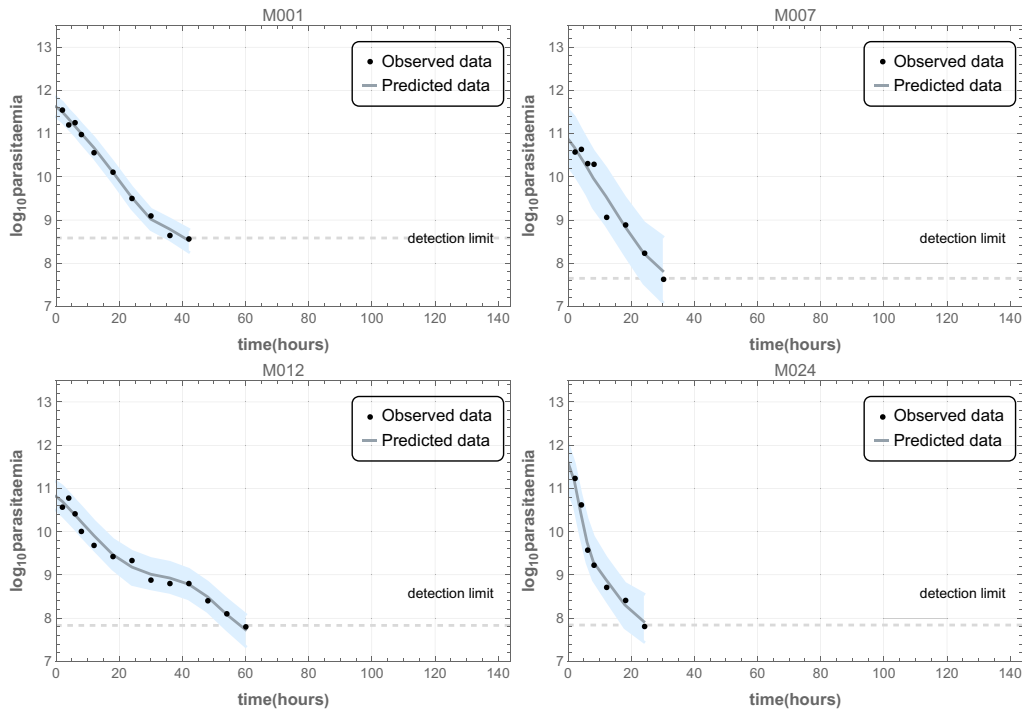 M001
13
12
11
10
9
8
7
log10parasitaemia
Observed data
Predicted data
detection limit
0 20 40 60 80 100 120 140
time(hours)
M007
13
12
11
10
9
8
7
log10parasitaemia
Observed data
Predicted data
detection limit
0 20 40 60 80 100 120 140
time(hours)
M012
13
12
11
10
9
8
7
log10parasitaemia
Observed data
Predicted data
detection limit
0 20 40 60 80 100 120 140
time(hours)
M024
13
12
11
10
9
8
7
log10parasitaemia
Observed data
Predicted data
detection limit
0 20 40 60 80 100 120 140
time(hours)